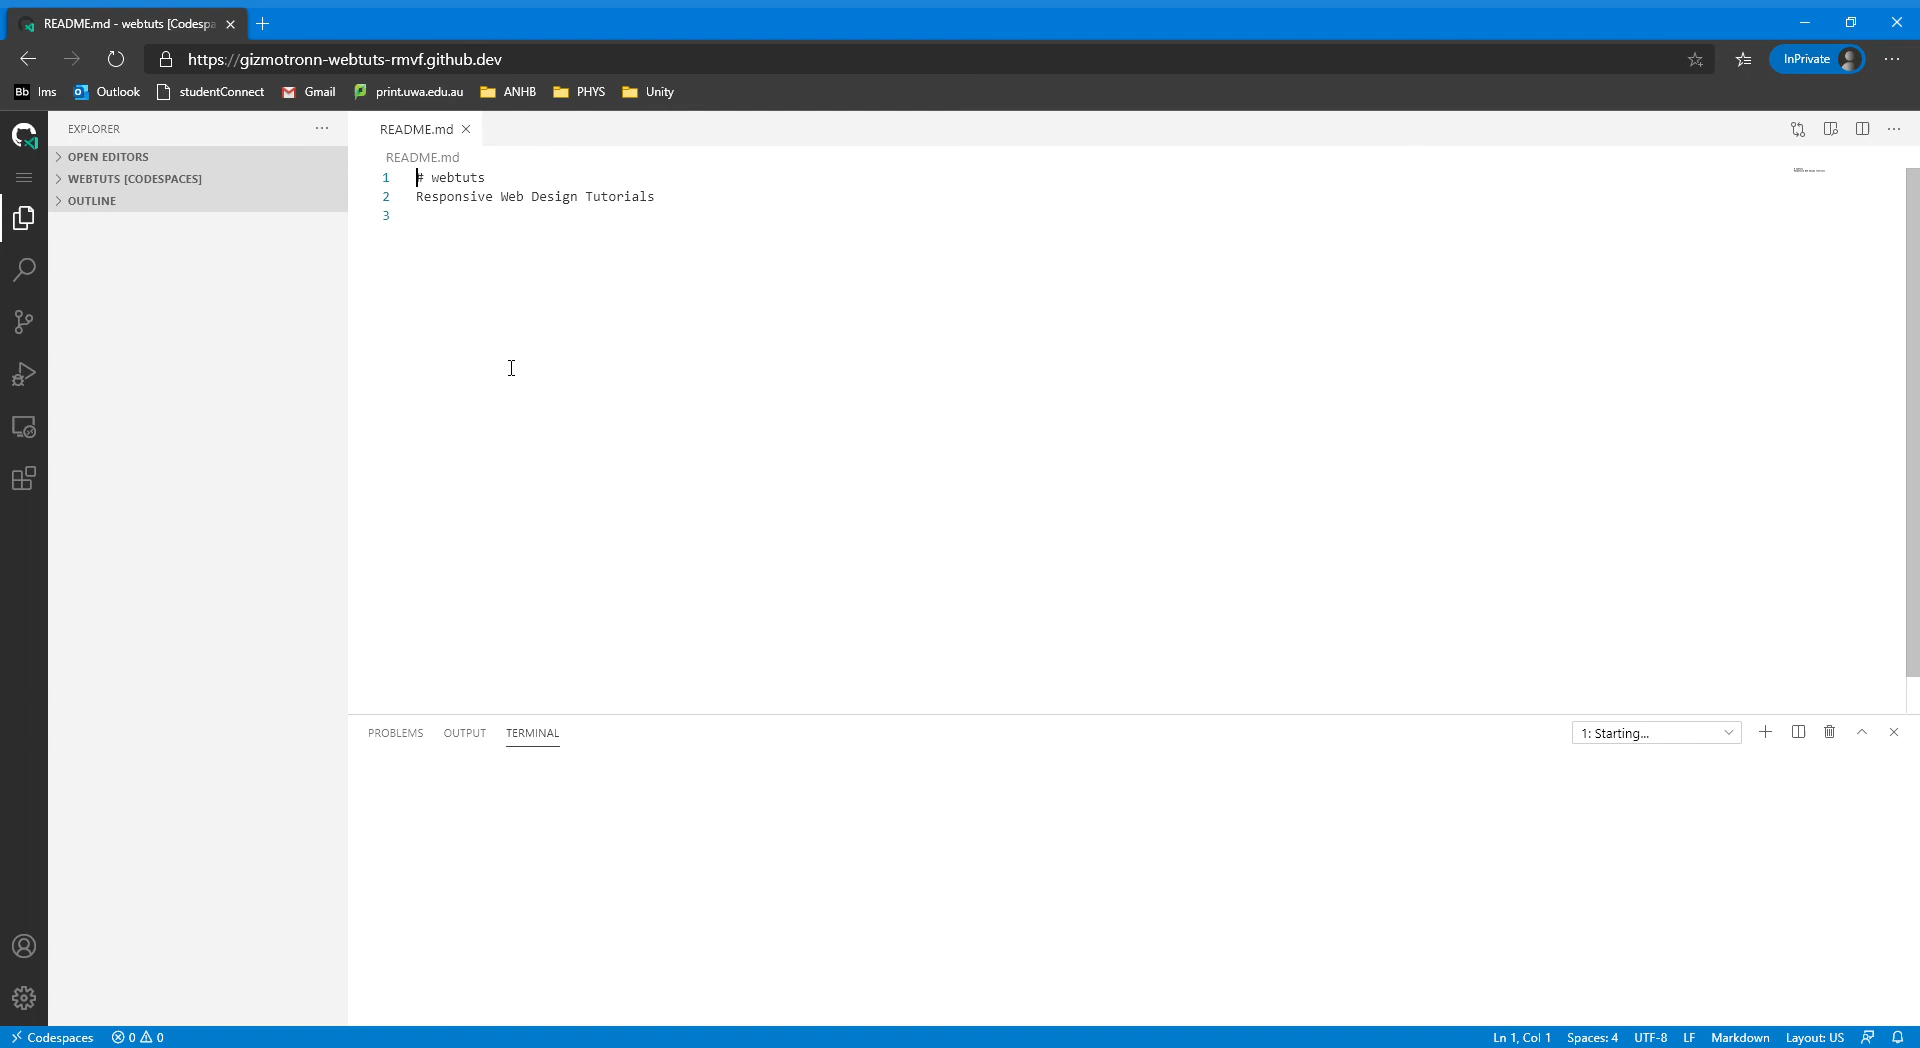 README.md - webtuts [Codespa
https://gizmotronn-webtuts-rmvf.github.dev
InPrivate
Bb lms Outlook studentConnect Gmail print.uwa.edu.au ANHB PHYS Unity
EXPLORER
README.md
OPEN EDITORS
WEBTUTS [CODESPACES]
OUTLINE
README.md
1 # webtuts
2 Responsive Web Design Tutorials
3
PROBLEMS OUTPUT TERMINAL
1: Starting...
Codespaces 0 0
Ln 1, Col 1 Spaces: 4 UTF-8 LF Markdown Layout: US